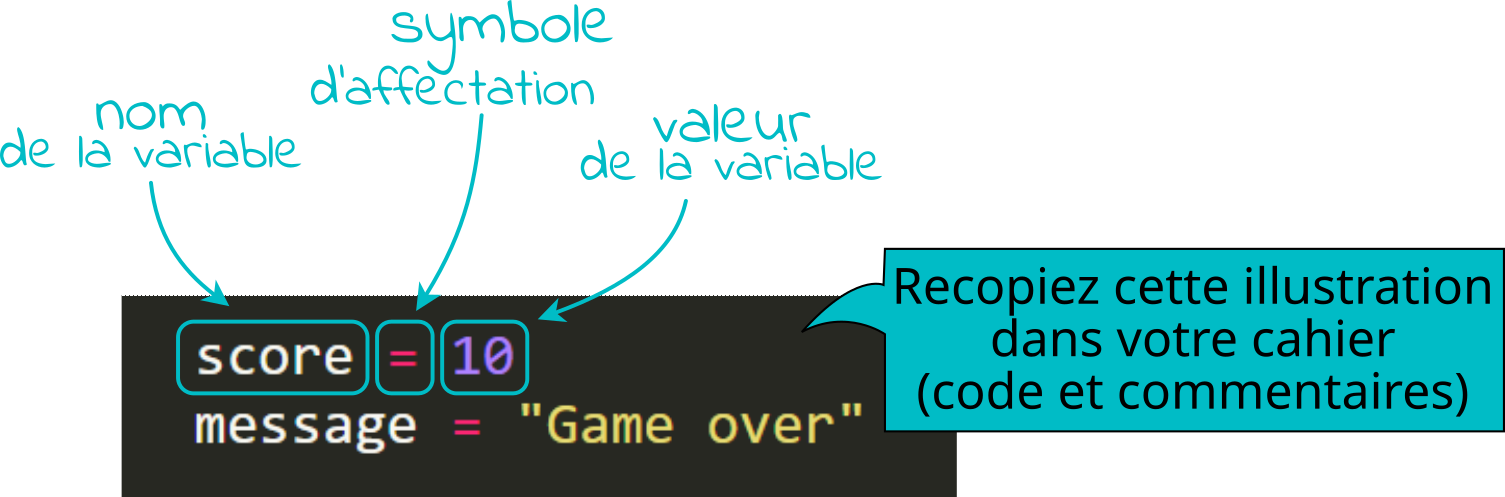 symbole
d'affectation
nom
de la variable
valeur
de la variable
score = 10
message = "Game over"
Recopiez cette illustration
dans votre cahier
(code et commentaires)